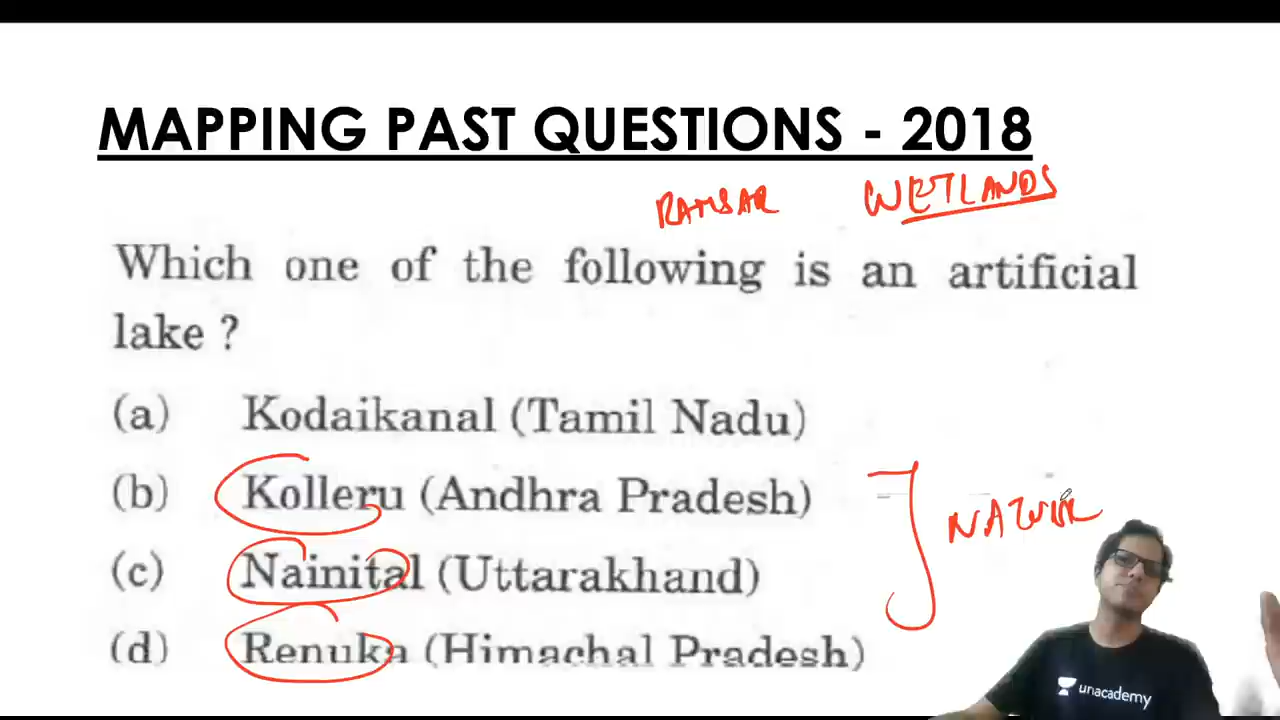 MAPPING PAST QUESTIONS - 2018
RAMSAR WETLANDS
Which one of the following is an artificial
lake ?
(a) Kodaikanal (Tamil Nadu)
(b) Kolleru (Andhra Pradesh)
(c) Nainital (Uttarakhand)
(d) Renuka (Himachal Pradesh)
unacademy